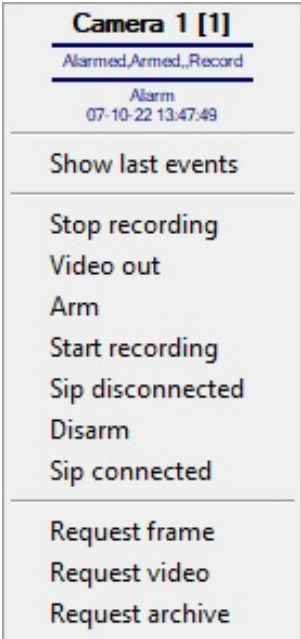 Camera 1 [1]
Alarmed,Armed,,Record
Alarm
07-10-22 13:47:49
Show last events
Stop recording
Video out
Arm
Start recording
Sip disconnected
Disarm
Sip connected
Request frame
Request video
Request archive